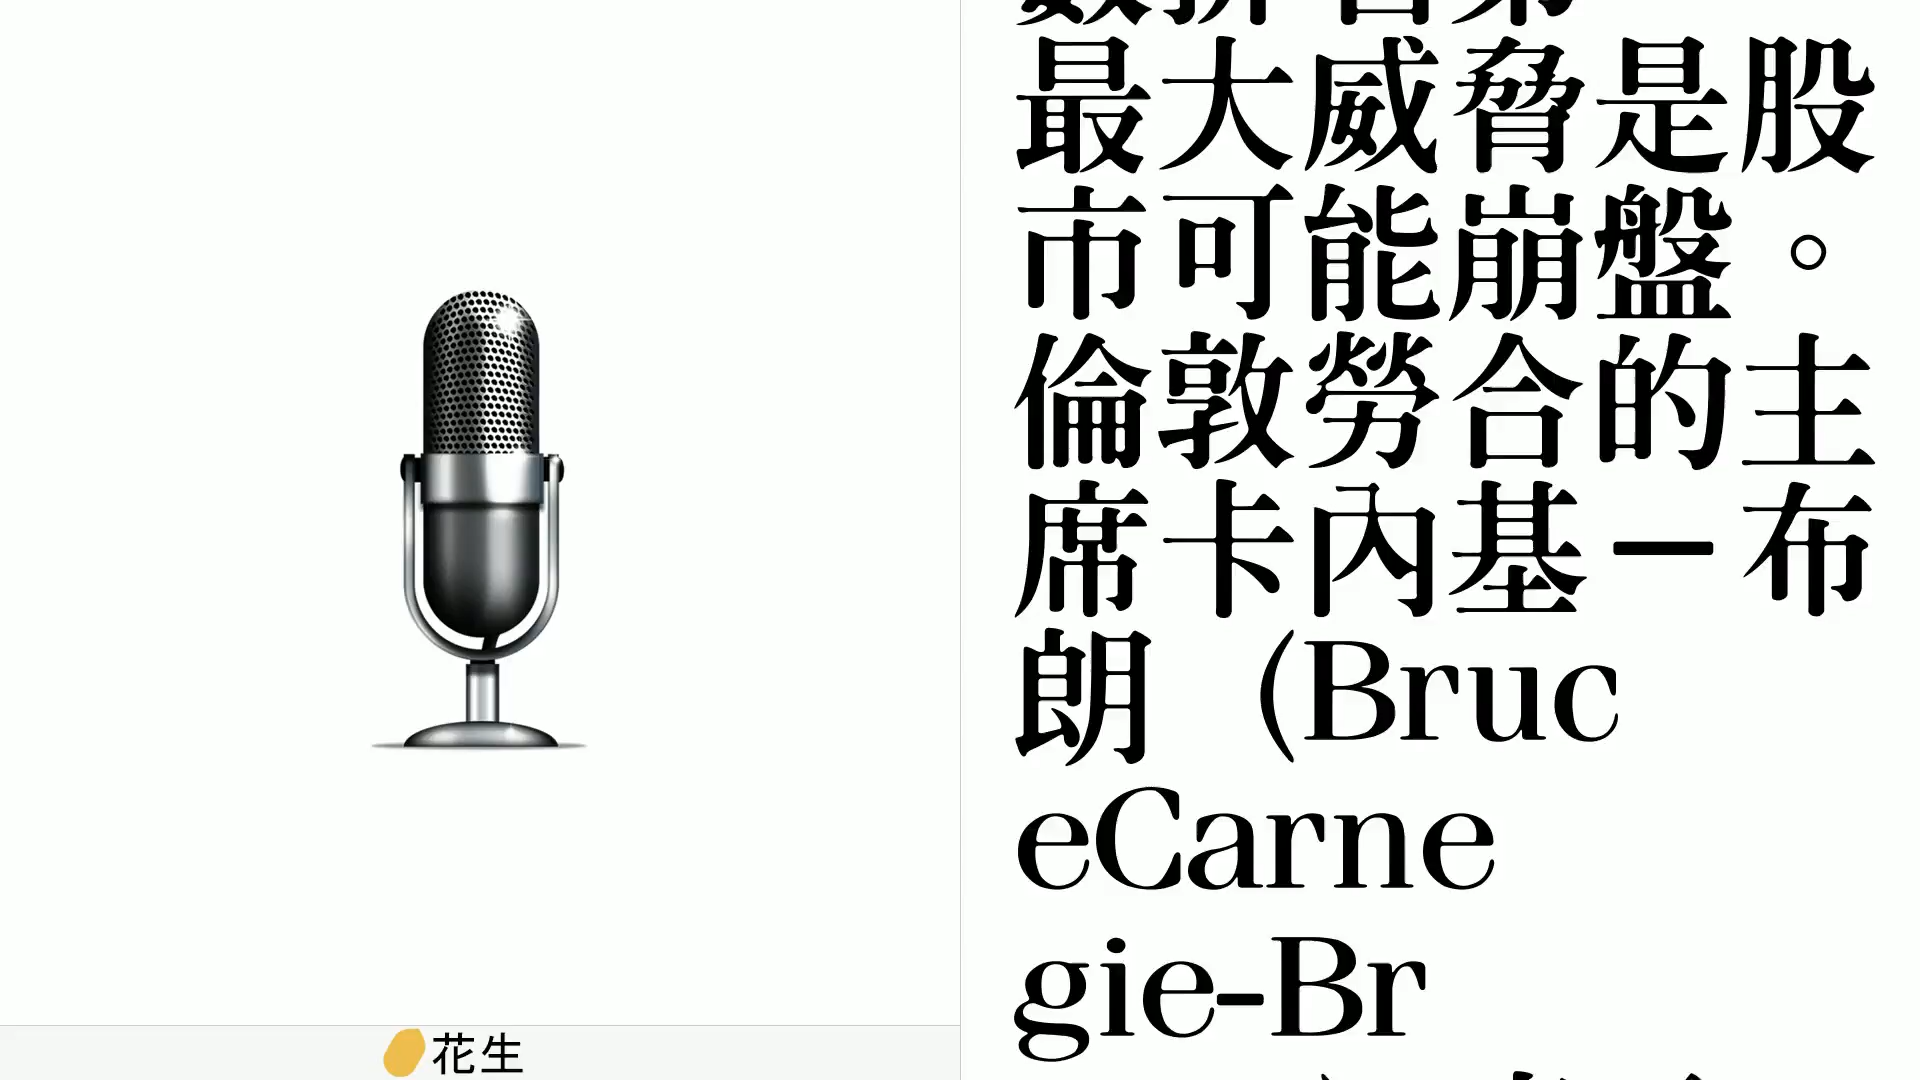 最大威脅是股
市可能崩盤。
倫敦勞合的主
席卡內基－布
朗（Bruc
eCarne
gie-Br
花生